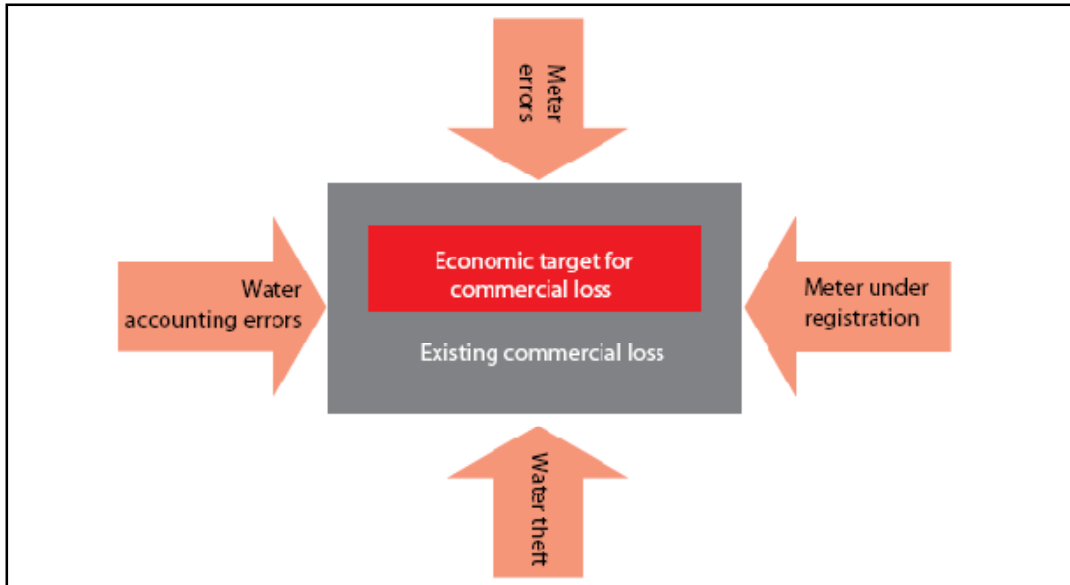 Meter
errors
Economic target for
commercial loss
Water
accounting errors
Meter under
registration
Existing commercial loss
Water theft